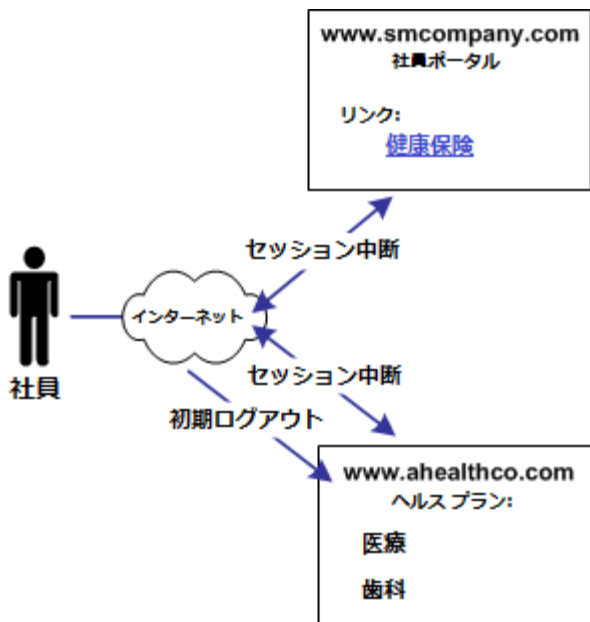 www.smcompany.com
社員ポータル
リンク:
健康保険
セッション中断
インターネット
社員
セッション中断
初期ログアウト
www.ahealthco.com
ヘルス プラン:
医療
歯科